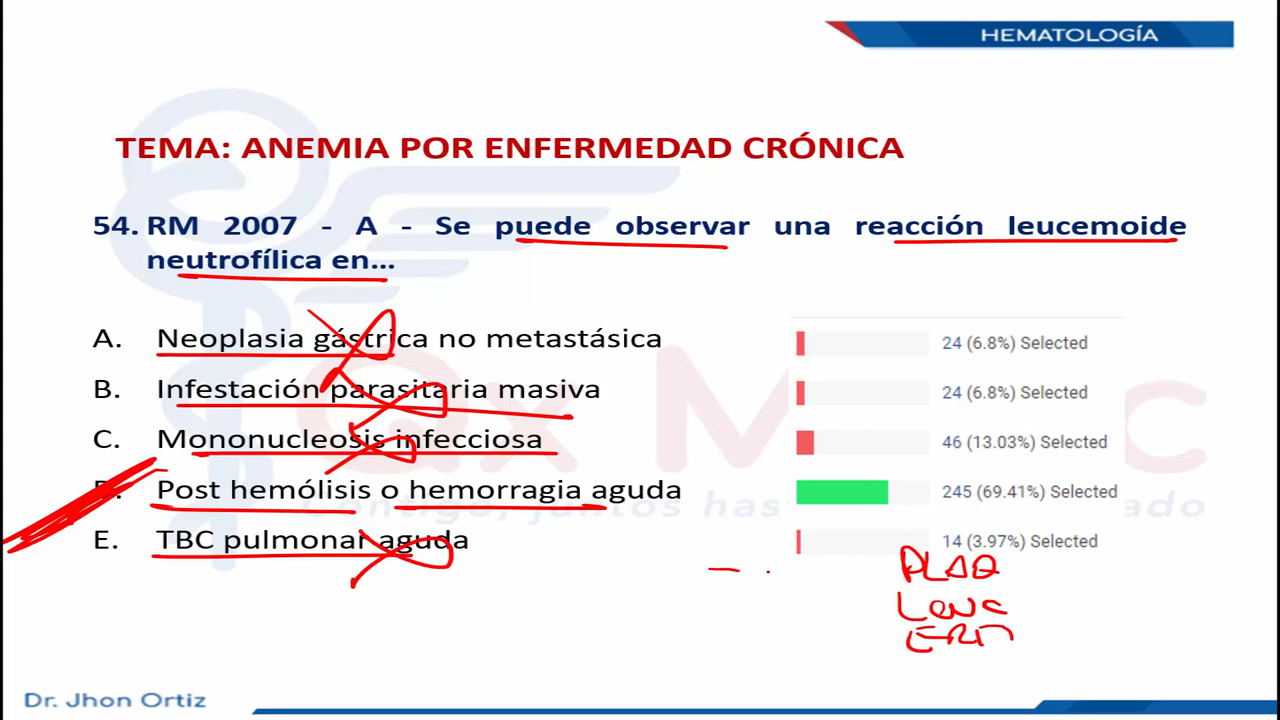 HEMATOLOGÍA
TEMA: ANEMIA POR ENFERMEDAD CRÓNICA
54. RM 2007 - A - Se puede observar una reacción leucemoide
neutrofílica en...
A. Neoplasia gástrica no metastásica 24 (6.8%) Selected
B. Infestación parasitaria masiva 24 (6.8%) Selected
C. Mononucleosis infecciosa 46 (13.03%) Selected
D. Post hemólisis o hemorragia aguda 245 (69.41%) Selected
E. TBC pulmonar aguda 14 (3.97%) Selected
PLAQ
Leuc
Dr. Jhon Ortiz